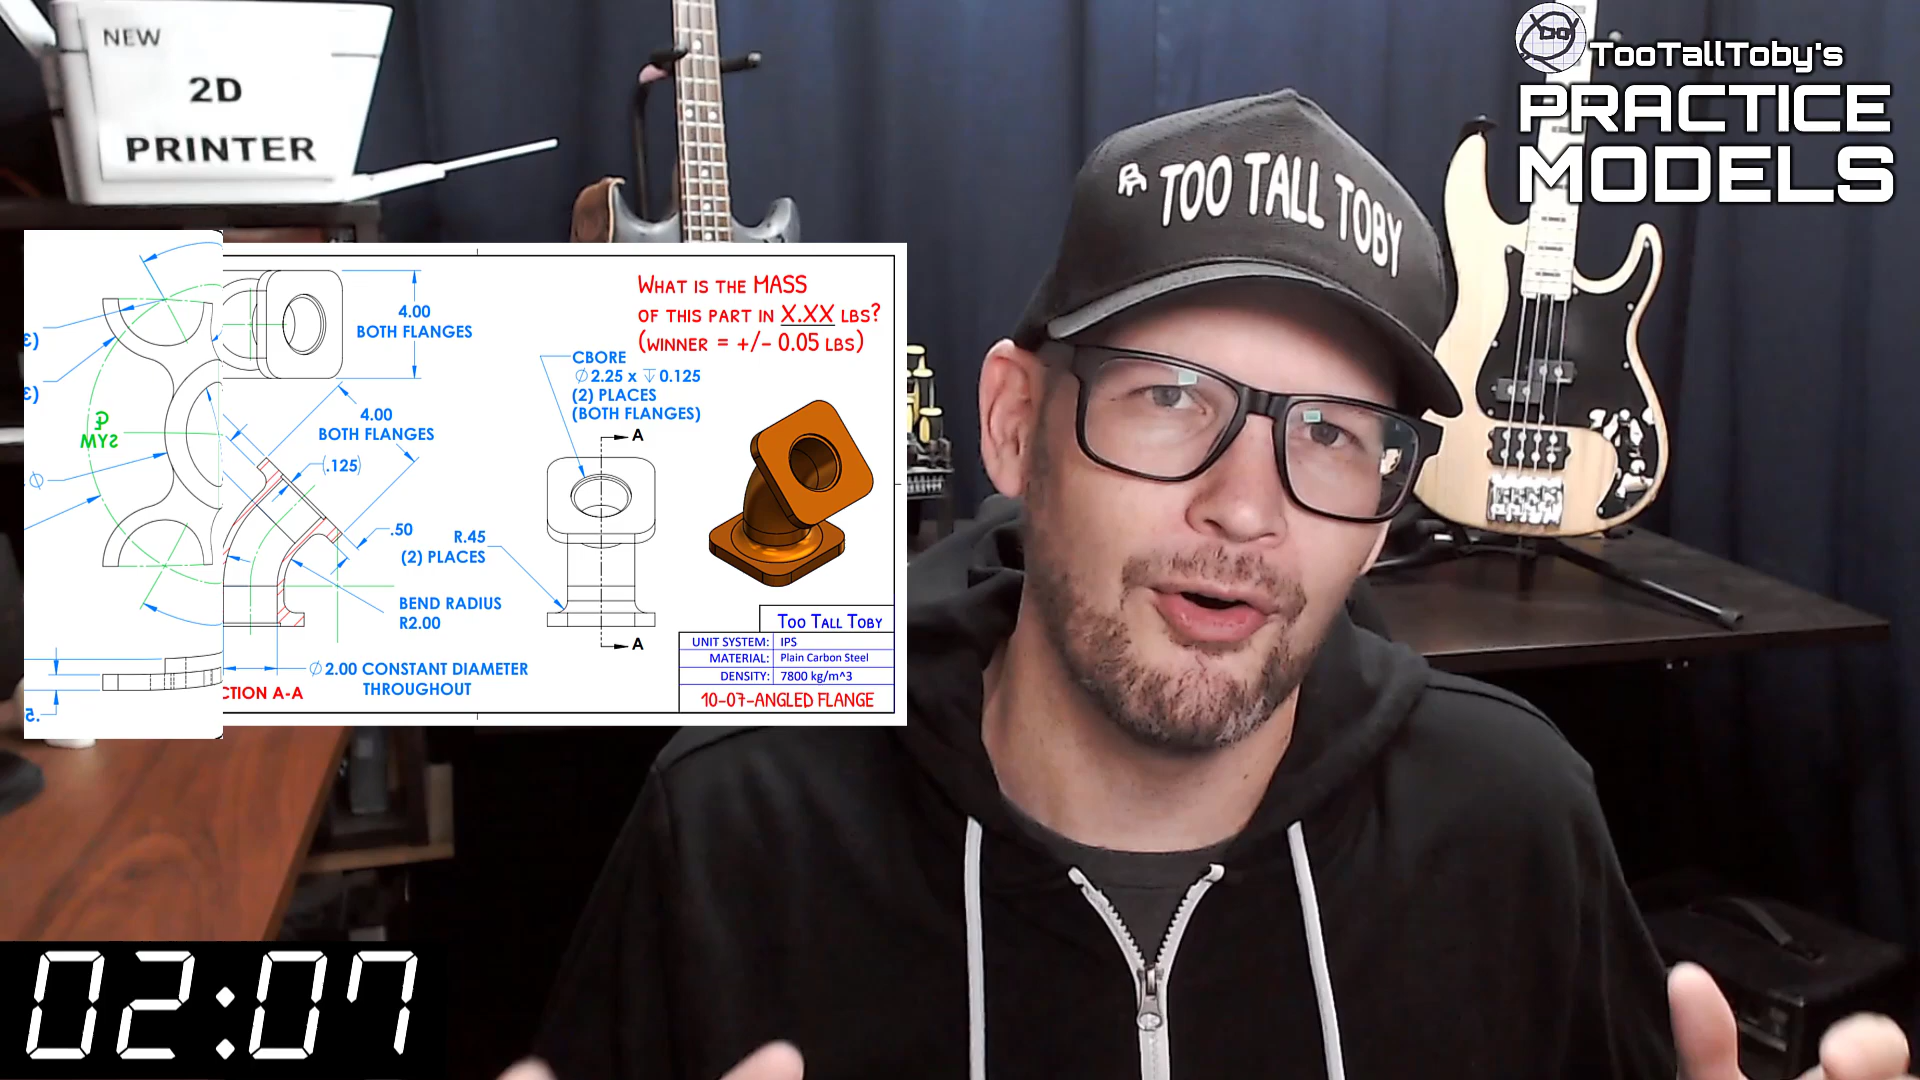 NEW
2D
PRINTER
TooTallToby's
PRACTICE
MODELS
TOO TALL TOBY
4.00
BOTH FLANGES
WHAT IS THE MASS
OF THIS PART IN X.XX LBS?
(WINNER = +/- 0.05 LBS)
CBORE
∅2.25 x ↧0.125
(2) PLACES
(BOTH FLANGES)
A
4.00
BOTH FLANGES
(.125)
.50
R.45
(2) PLACES
BEND RADIUS
R2.00
A
∅2.00 CONSTANT DIAMETER
THROUGHOUT
CTION A-A
℄
SYM
TOO TALL TOBY
UNIT SYSTEM: IPS
MATERIAL: Plain Carbon Steel
DENSITY: 7800 kg/m^3
10-07-ANGLED FLANGE
02:07